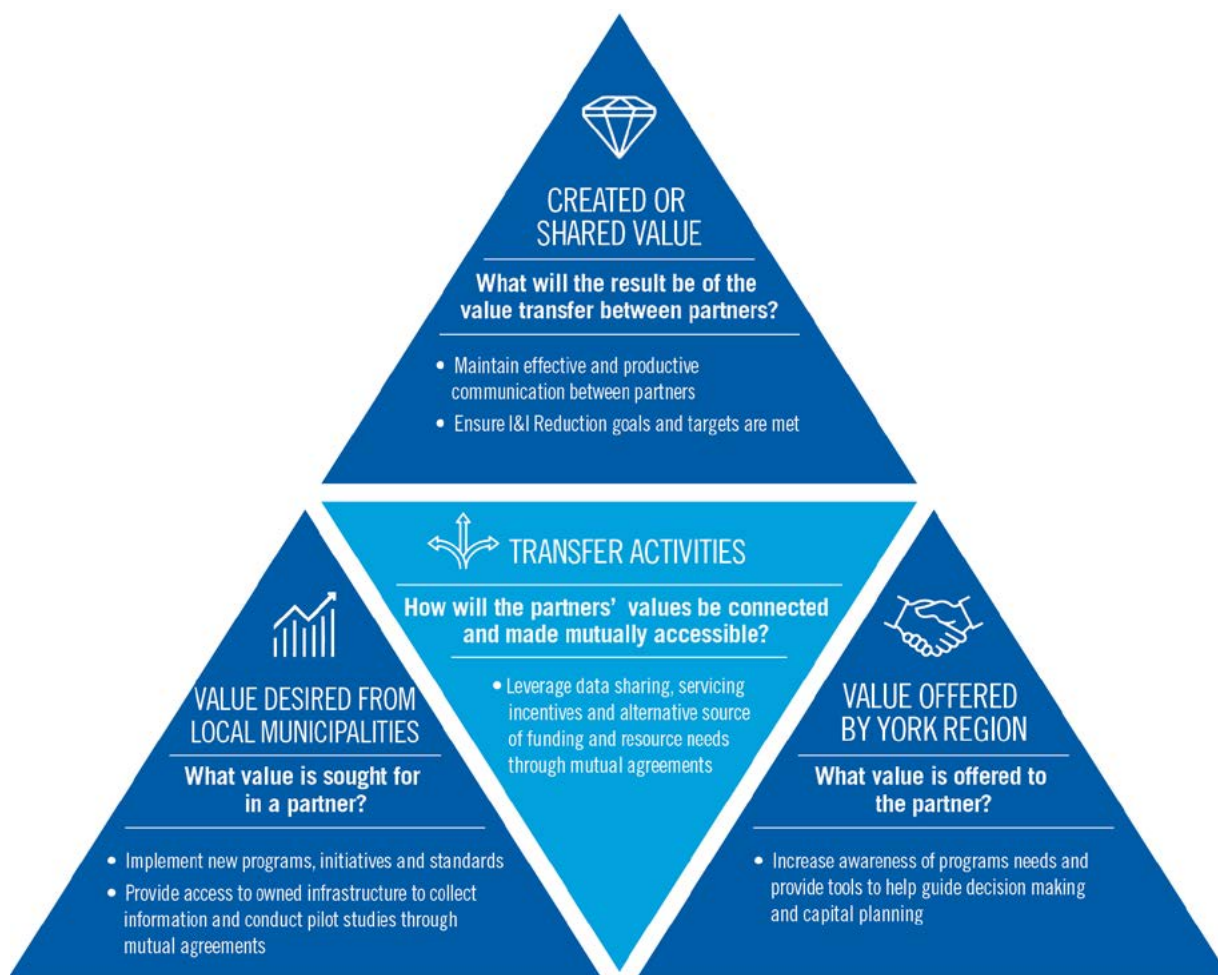 CREATED OR
SHARED VALUE
What will the result be of the
value transfer between partners?
• Maintain effective and productive
communication between partners
• Ensure I&I Reduction goals and targets are met
TRANSFER ACTIVITIES
How will the partners' values be connected
and made mutually accessible?
• Leverage data sharing, servicing
incentives and alternative source
of funding and resource needs
through mutual agreements
VALUE DESIRED FROM
LOCAL MUNICIPALITIES
What value is sought for
in a partner?
• Implement new programs, initiatives and standards
• Provide access to owned infrastructure to collect
information and conduct pilot studies through
mutual agreements
VALUE OFFERED
BY YORK REGION
What value is offered to
the partner?
• Increase awareness of programs needs and
provide tools to help guide decision making
and capital planning